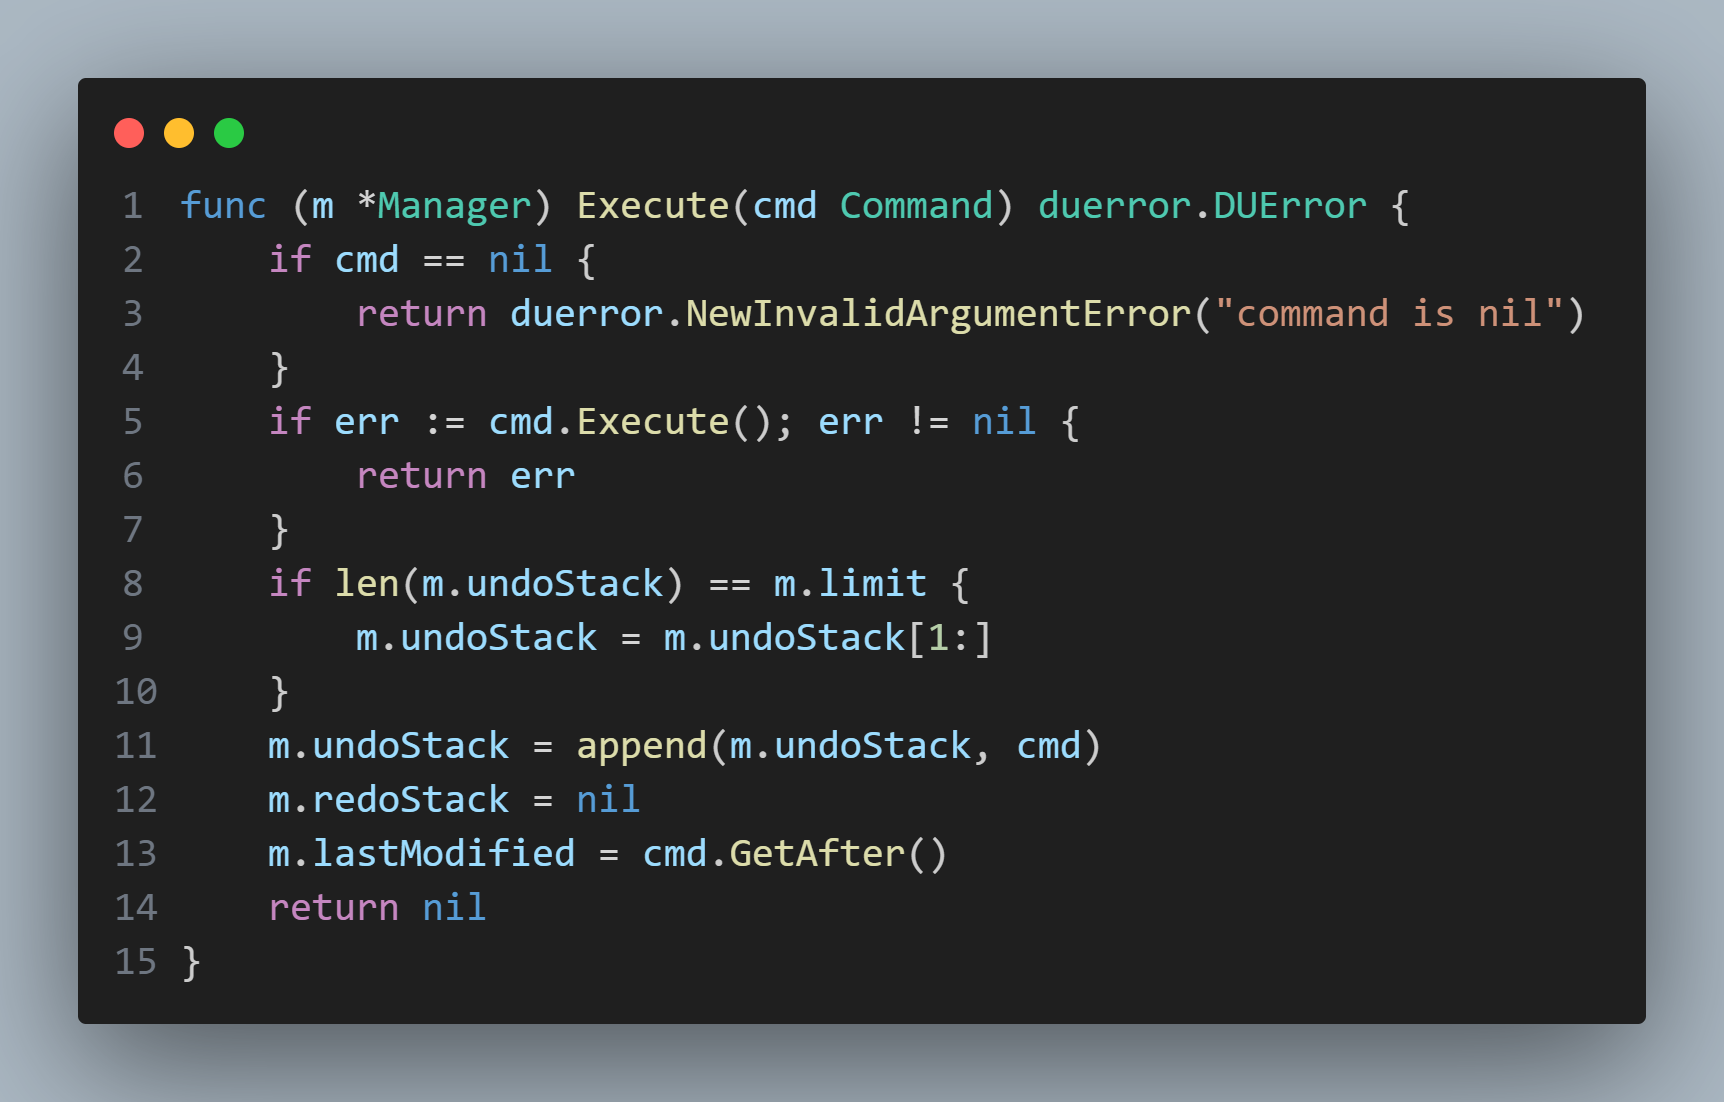 1 func (m *Manager) Execute(cmd Command) duerror.DUError {
2     if cmd == nil {
3         return duerror.NewInvalidArgumentError("command is nil")
4     }
5     if err := cmd.Execute(); err != nil {
6         return err
7     }
8     if len(m.undoStack) == m.limit {
9         m.undoStack = m.undoStack[1:]
10     }
11     m.undoStack = append(m.undoStack, cmd)
12     m.redoStack = nil
13     m.lastModified = cmd.GetAfter()
14     return nil
15 }